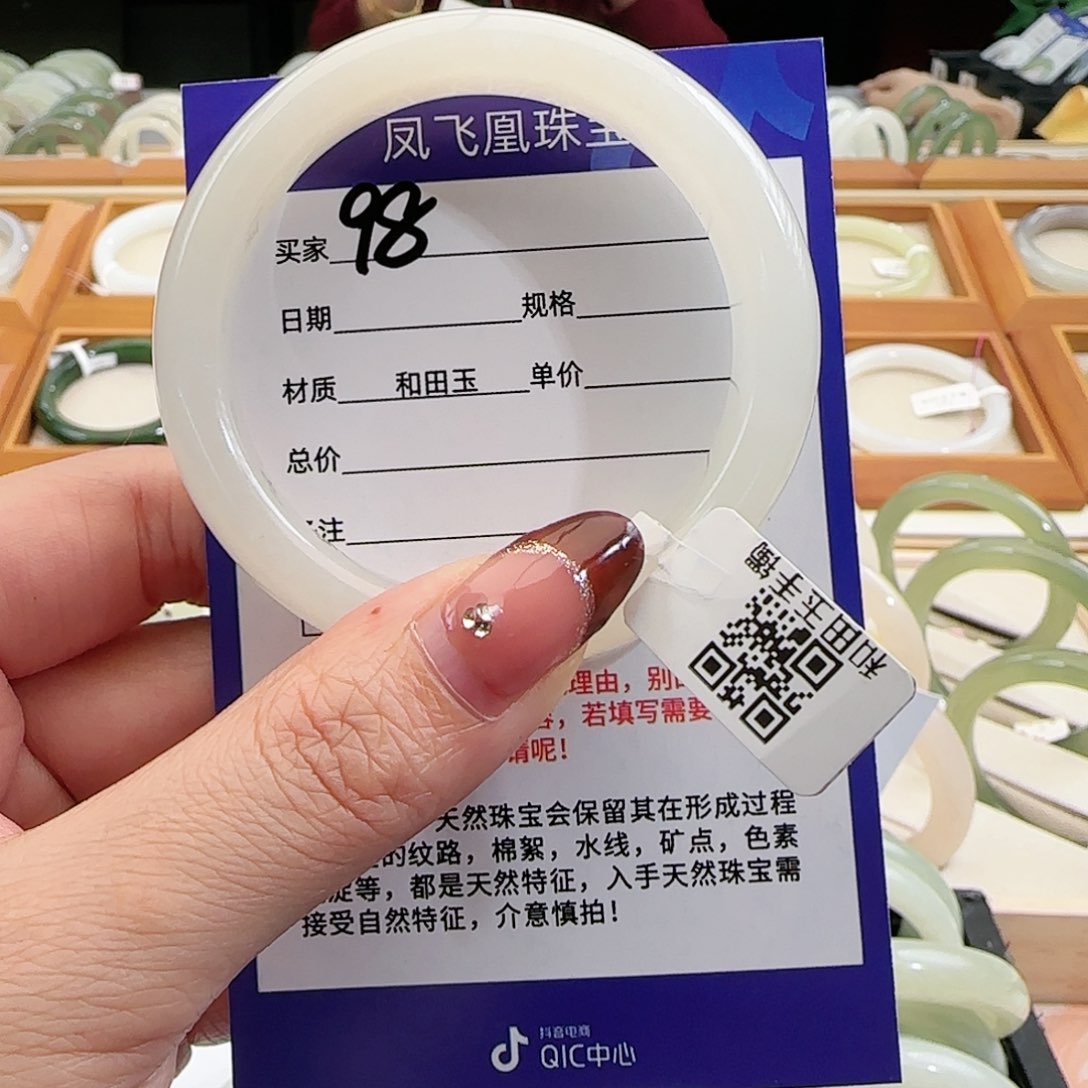 凤飞凰珠宝
买家 98
日期 规格
材质 和田玉 单价
总价
注
和田玉手镯
理由，别
，若填写需要
请呢！
天然珠宝会保留其在形成过程
的纹路，棉絮，水线，矿点，色素
淀等，都是天然特征，入手天然珠宝需
接受自然特征，介意慎拍！
抖音电商
QIC中心